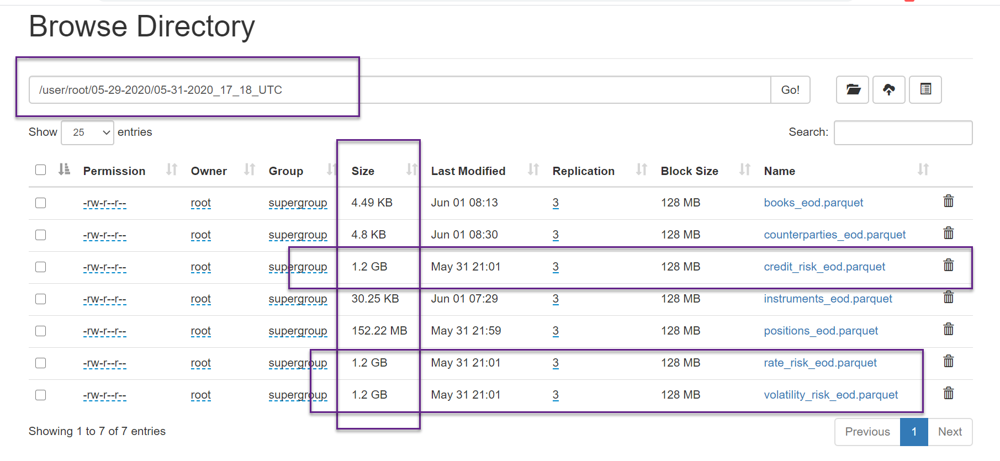 Browse Directory
/user/root/05-29-2020/05-31-2020_17_18_UTC Go!
Show 25 entries Search:
Permission Owner Group Size Last Modified Replication Block Size Name
-rw-r--r-- root supergroup 4.49 KB Jun 01 08:13 3 128 MB books_eod.parquet
-rw-r--r-- root supergroup 4.8 KB Jun 01 08:30 3 128 MB counterparties_eod.parquet
-rw-r--r-- root supergroup 1.2 GB May 31 21:01 3 128 MB credit_risk_eod.parquet
-rw-r--r-- root supergroup 30.25 KB Jun 01 07:29 3 128 MB instruments_eod.parquet
-rw-r--r-- root supergroup 152.22 MB May 31 21:59 3 128 MB positions_eod.parquet
-rw-r--r-- root supergroup 1.2 GB May 31 21:01 3 128 MB rate_risk_eod.parquet
-rw-r--r-- root supergroup 1.2 GB May 31 21:01 3 128 MB volatility_risk_eod.parquet
Showing 1 to 7 of 7 entries Previous 1 Next